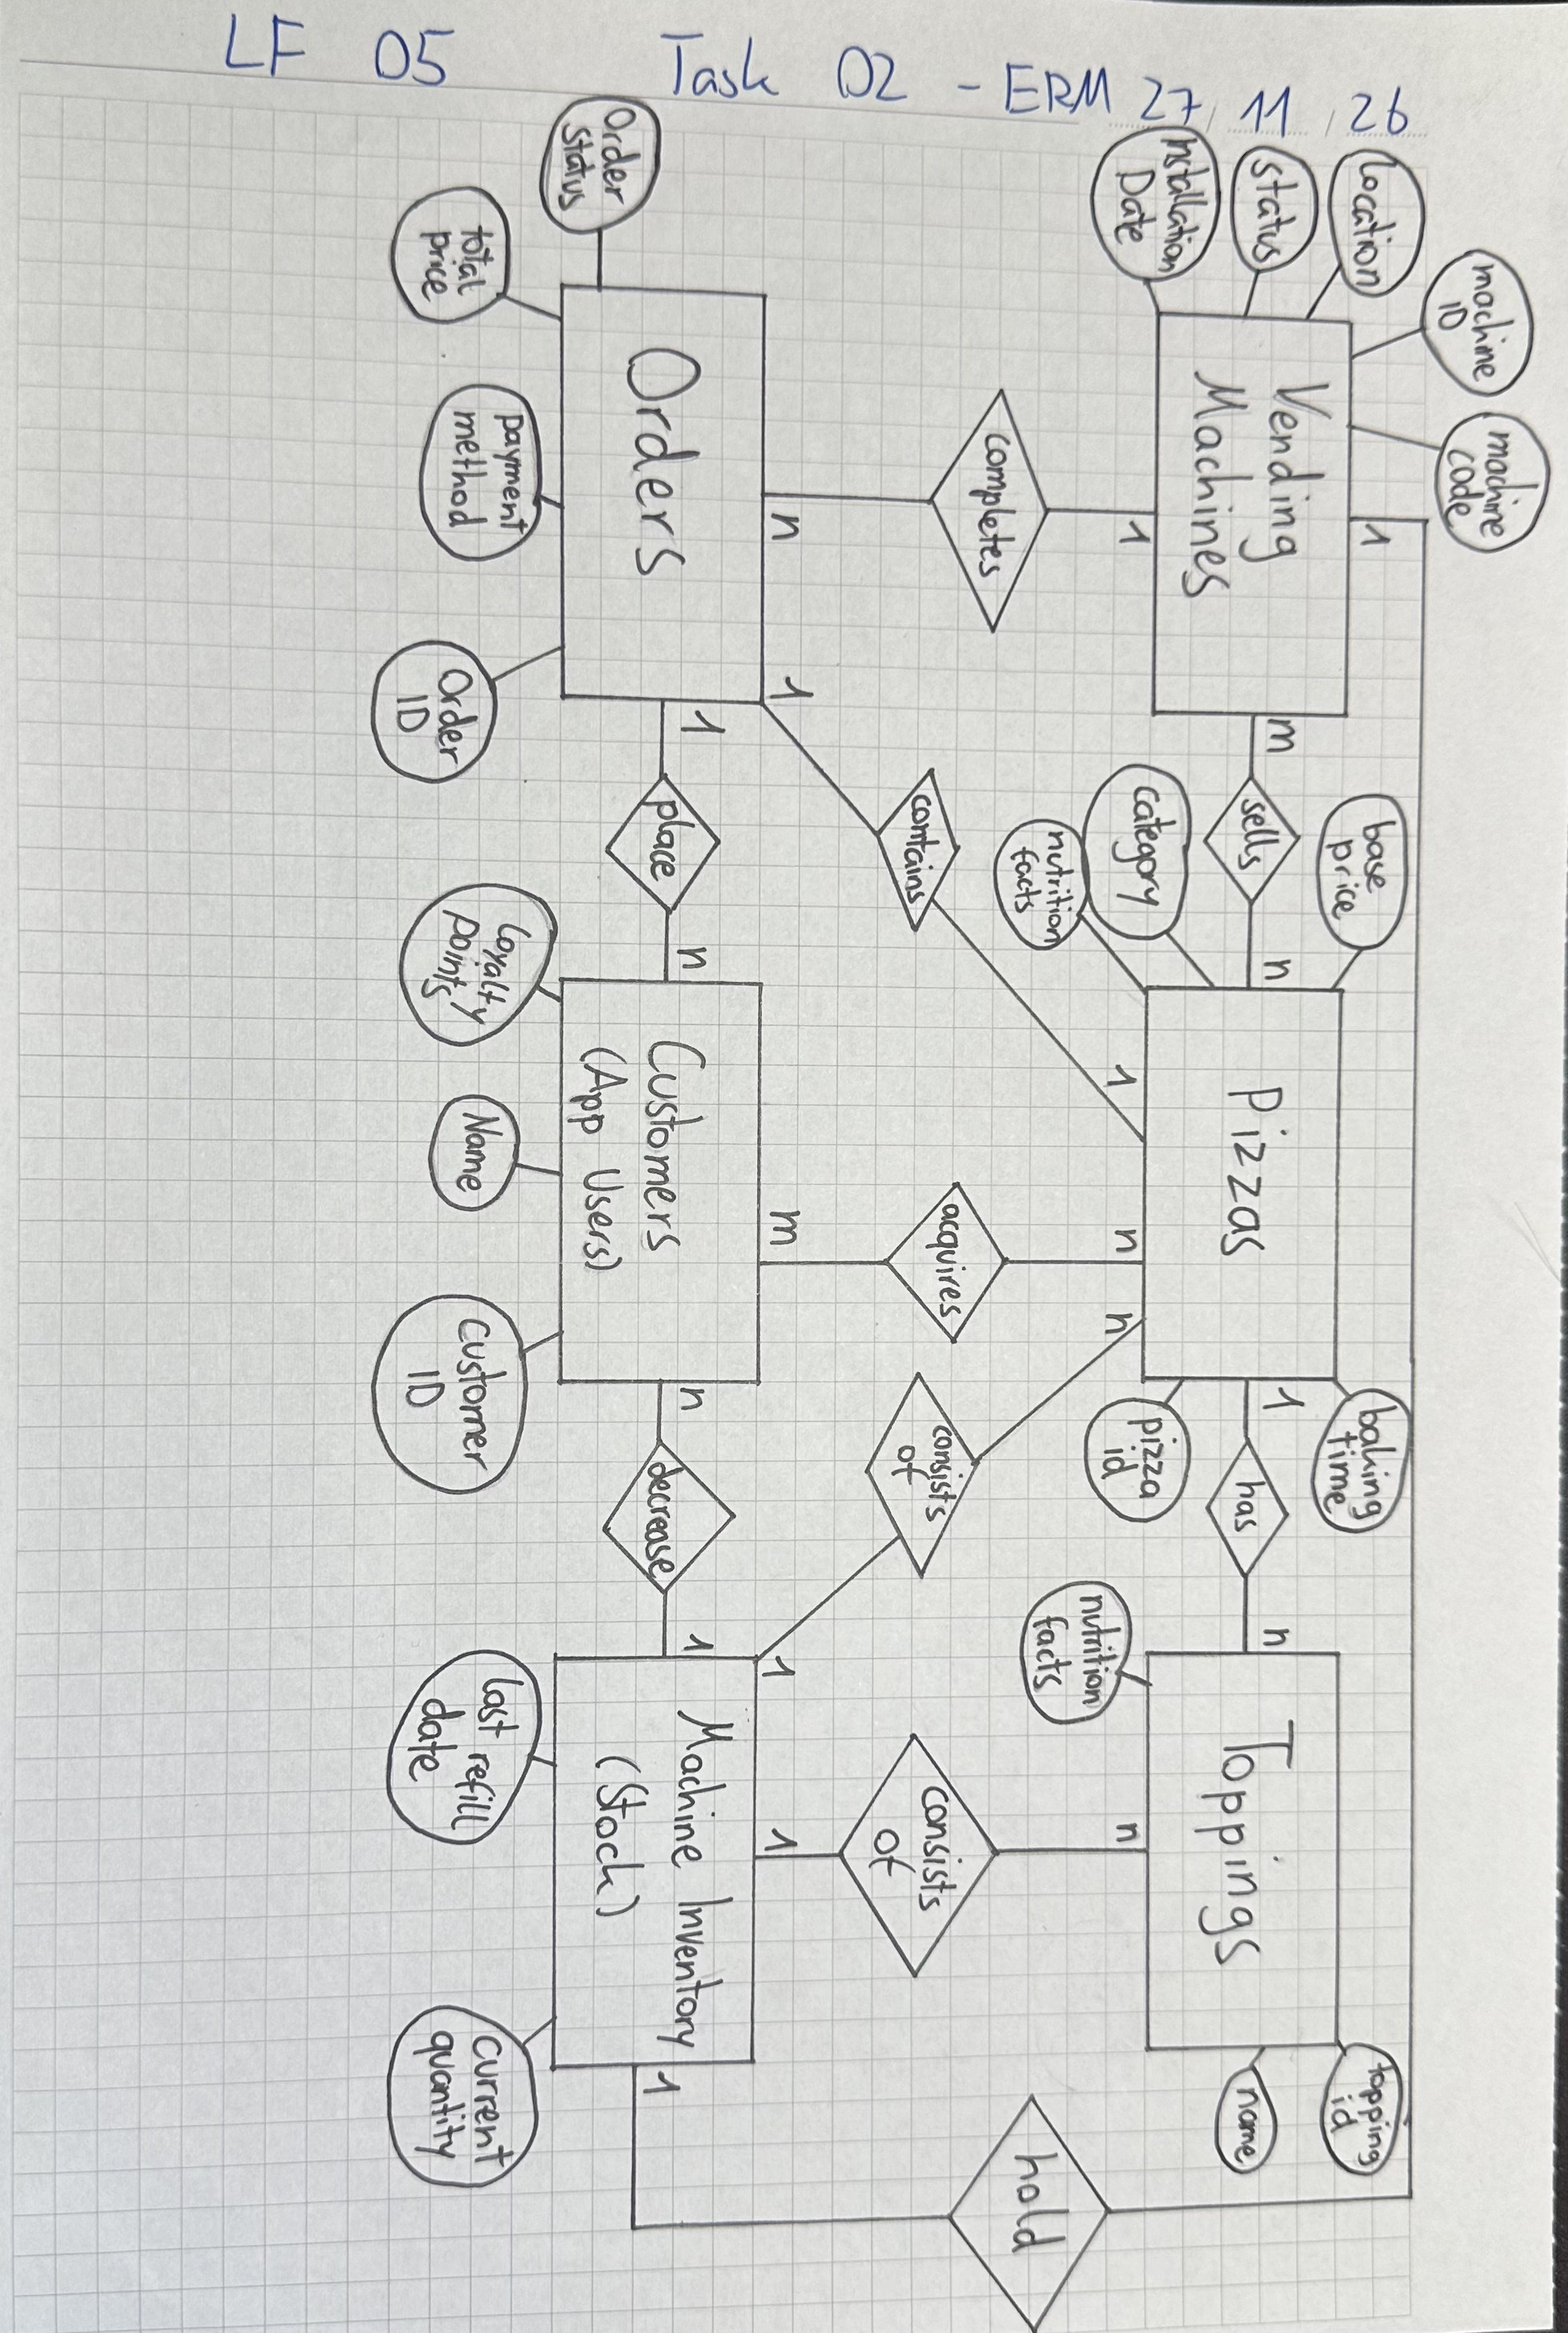 LF 05 Task 02 - ERM 27 11 26
machine
ID
machine
code
Location
status
Installation
Date
Vending
Machines
1
1
m
sells
n
base
price
category
nutrition
facts
Pizzas
1
n
n
1
baking
time
pizza
id
has
n
Toppings
nutrition
facts
topping
id
name
n
completes
contains
acquires
consists
of
consists
of
hold
n
1
Orders
Order
status
total
price
payment
method
Order
ID
1
place
n
m
Customers
(App Users)
Loyalty
points
Name
Customer
ID
n
decrease
1
1
1
Machine Inventory
(Stock)
last refill
date
current
quantity
1